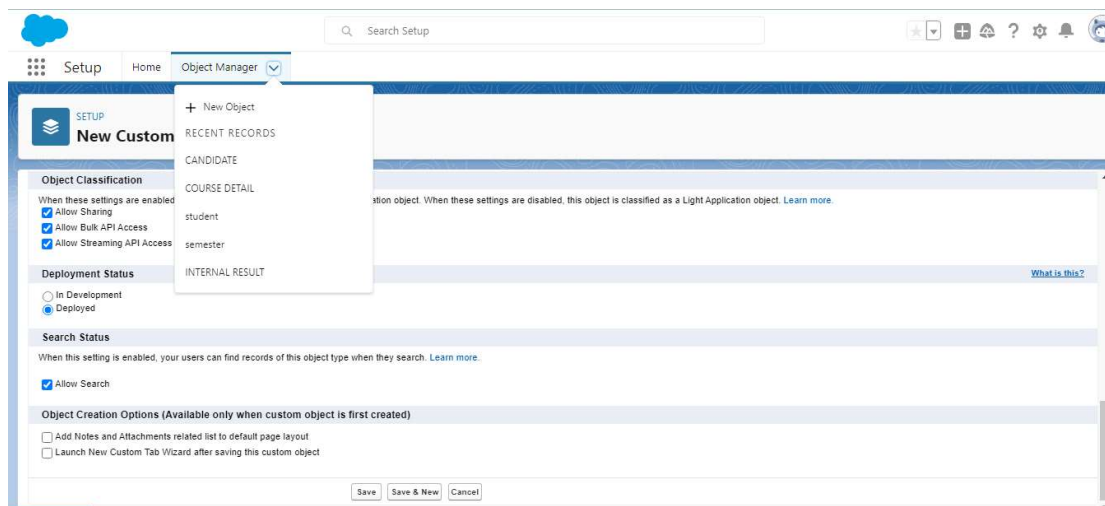 Search Setup
Setup Home Object Manager
+ New Object
RECENT RECORDS
CANDIDATE
COURSE DETAIL
student
semester
INTERNAL RESULT
SETUP
New Custom
Object Classification
When these settings are enabled ation object. When these settings are disabled, this object is classified as a Light Application object. Learn more.
Allow Sharing
Allow Bulk API Access
Allow Streaming API Access
Deployment Status What is this?
In Development
Deployed
Search Status
When this setting is enabled, your users can find records of this object type when they search. Learn more.
Allow Search
Object Creation Options (Available only when custom object is first created)
Add Notes and Attachments related list to default page layout
Launch New Custom Tab Wizard after saving this custom object
Save Save & New Cancel